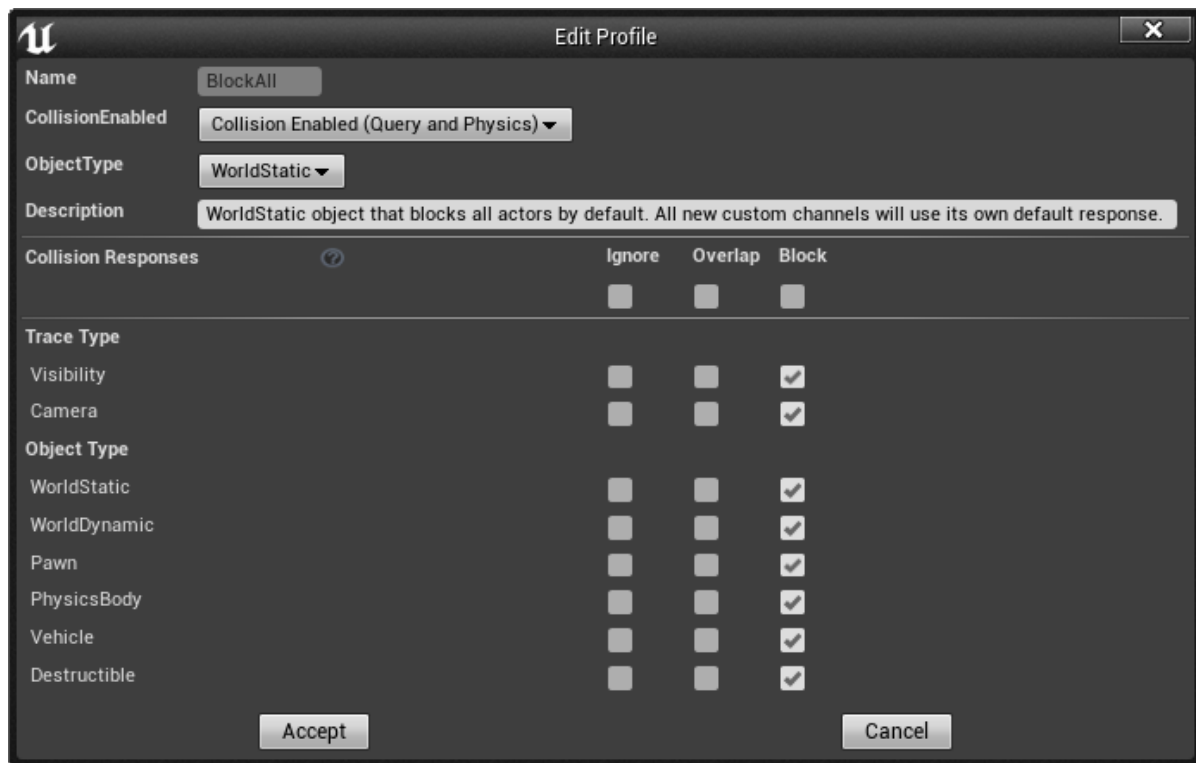 Edit Profile
Name BlockAll
CollisionEnabled Collision Enabled (Query and Physics)
ObjectType WorldStatic
Description WorldStatic object that blocks all actors by default. All new custom channels will use its own default response.
Collision Responses ? Ignore Overlap Block
Trace Type
Visibility
Camera
Object Type
WorldStatic
WorldDynamic
Pawn
PhysicsBody
Vehicle
Destructible
Accept Cancel